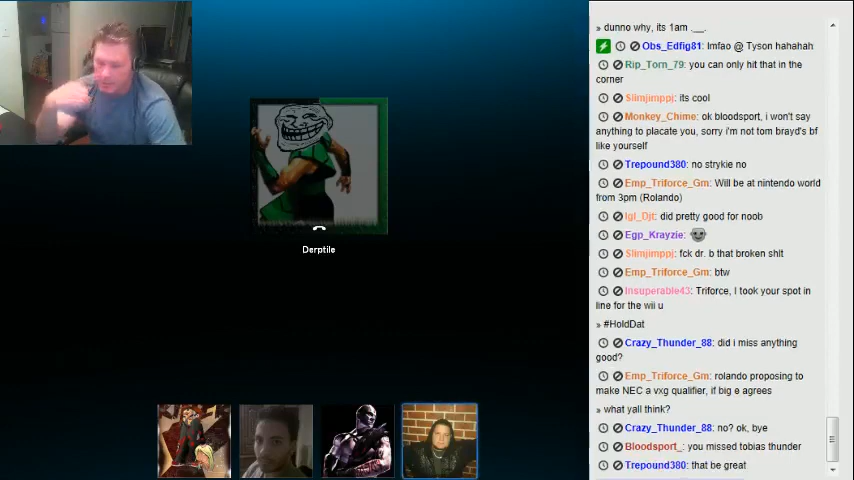 Derptile
» dunno why, its 1am .__.
Obs_Edfig81: lmfao @ Tyson hahahah
Rip_Torn_79: you can only hit that in the
corner
Slimjimppj: its cool
Monkey_Chime: ok bloodsport, i won't say
anything to placate you, sorry i'm not tom brayd's bf
like yourself
Trepound380: no strykie no
Emp_Triforce_Gm: Will be at nintendo world
from 3pm (Rolando)
Igl_Djt: did pretty good for noob
Egp_Krayzie:
Slimjimppj: fck dr. b that broken sh!t
Emp_Triforce_Gm: btw
Insuperable43: Triforce, I took your spot in
line for the wii u
» #HoldDat
Crazy_Thunder_88: did i miss anything
good?
Emp_Triforce_Gm: rolando proposing to
make NEC a vxg qualifier, if big e agrees
» what yall think?
Crazy_Thunder_88: no? ok, bye
Bloodsport_: you missed tobias thunder
Trepound380: that be great